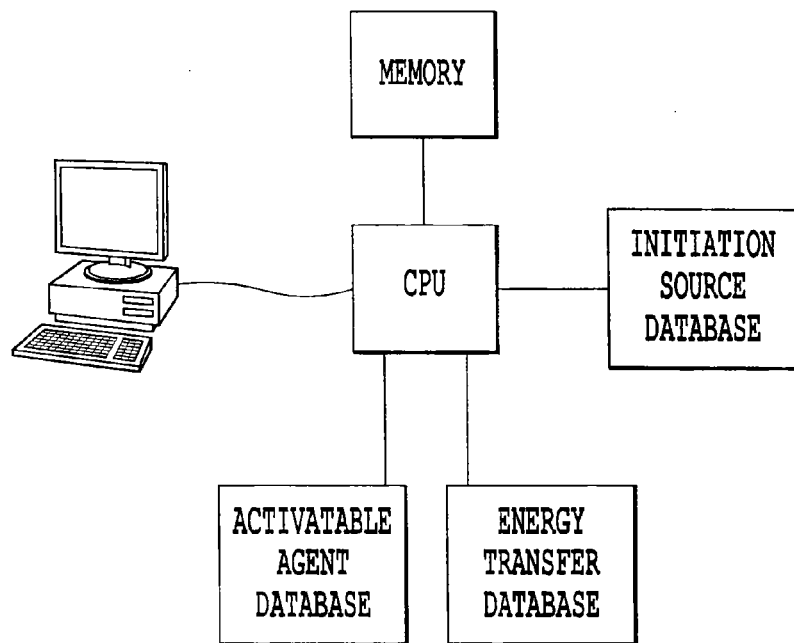 MEMORY
CPU
INITIATION
SOURCE
DATABASE
ACTIVATABLE
AGENT
DATABASE
ENERGY
TRANSFER
DATABASE